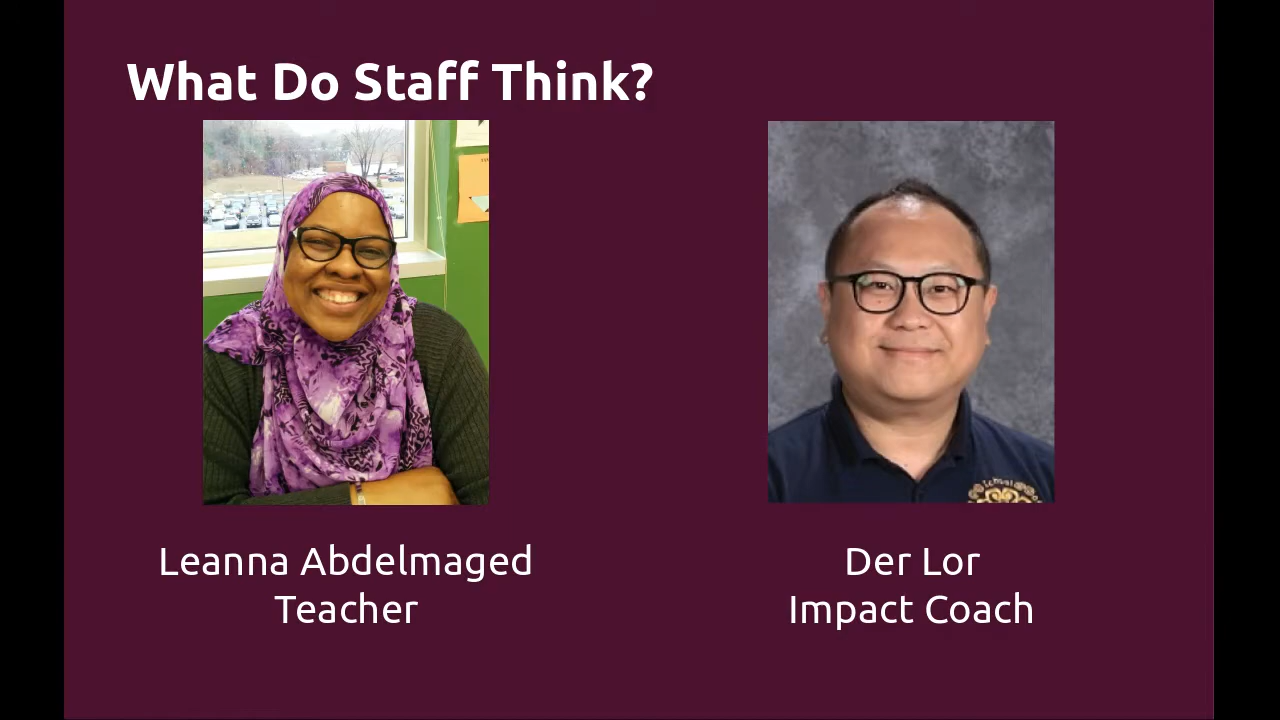 What Do Staff Think?
Leanna Abdelmaged
Teacher
Der Lor
Impact Coach